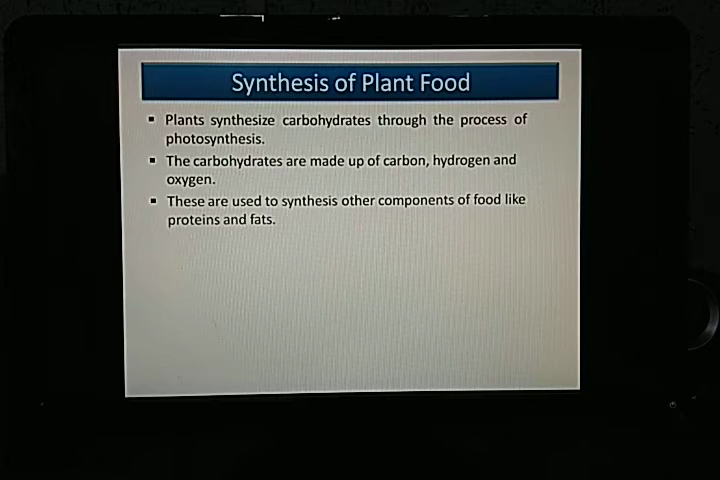 Synthesis of Plant Food
▪ Plants synthesize carbohydrates through the process of
photosynthesis.
▪ The carbohydrates are made up of carbon, hydrogen and
oxygen.
▪ These are used to synthesis other components of food like
proteins and fats.